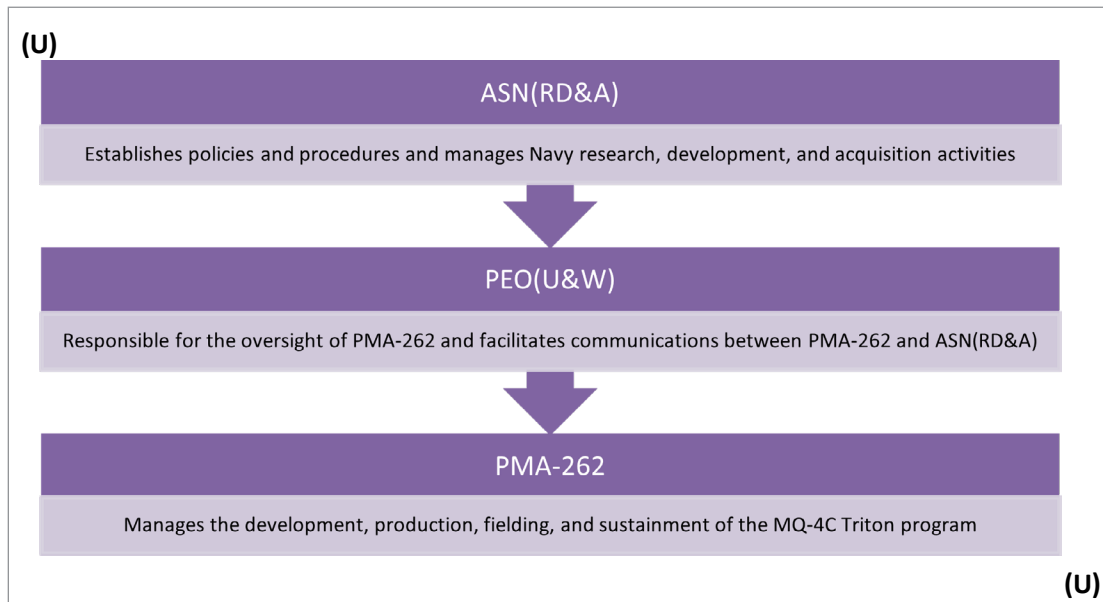 (U)
ASN(RD&A)
Establishes policies and procedures and manages Navy research, development, and acquisition activities
PEO(U&W)
Responsible for the oversight of PMA-262 and facilitates communications between PMA-262 and ASN(RD&A)
PMA-262
Manages the development, production, fielding, and sustainment of the MQ-4C Triton program
(U)